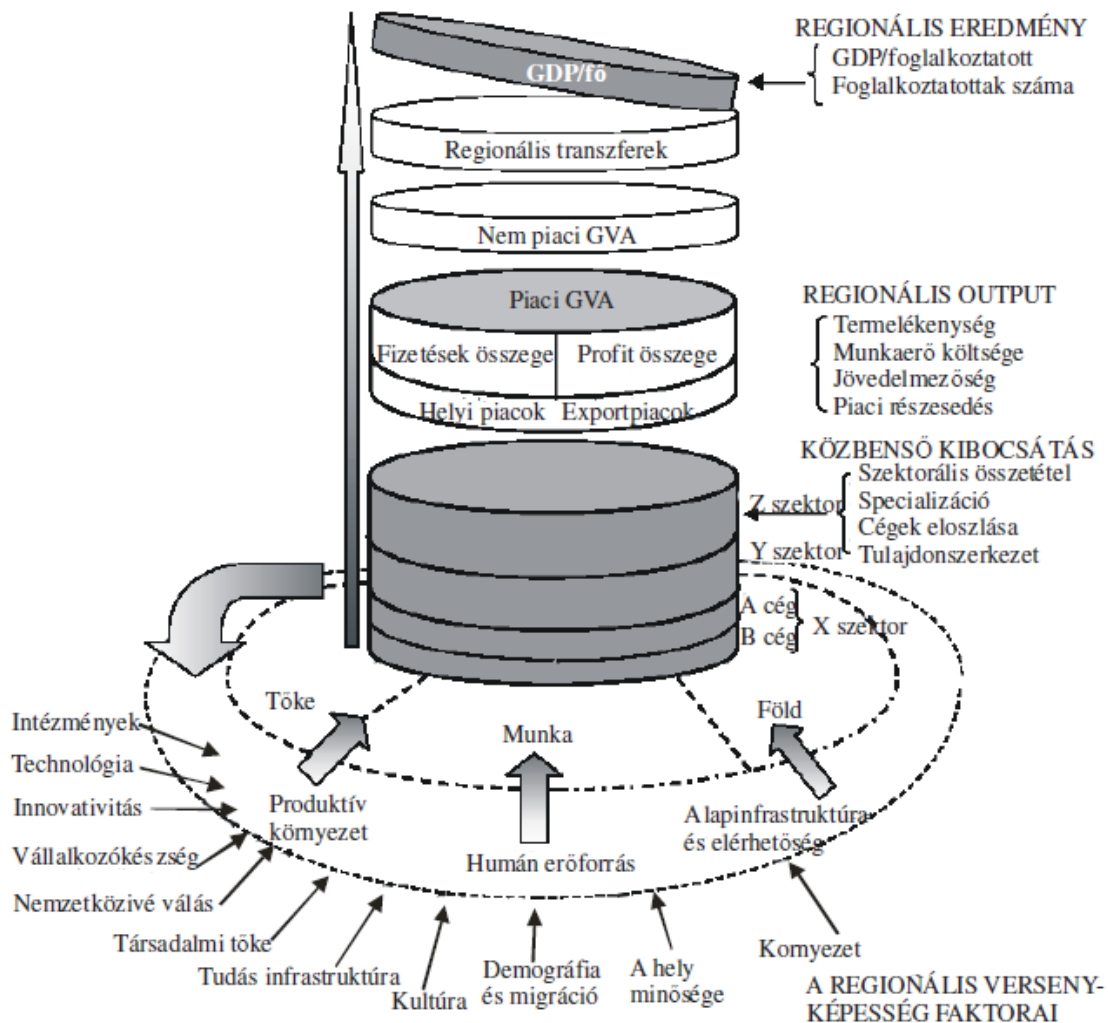 REGIONÁLIS EREDMÉNY
GDP/foglalkoztatott
Foglalkoztatottak száma
GDP/fő
Regionális transzferek
Nem piaci GVA
Piaci GVA
Fizetések összege
Profit összege
Helyi piacok
Exportpiacok
REGIONÁLIS OUTPUT
Termelékenység
Munkaerő költsége
Jövedelmezőség
Piaci részesedés
KÖZBENSŐ KIBOCSÁTÁS
Szektorális összetétel
Specializáció
Cégek eloszlása
Tulajdonszerkezet
Z szektor
Y szektor
A cég
B cég
X szektor
Tőke
Munka
Föld
Produktív
környezet
Humán erőforrás
Alapinfrastruktúra
és elérhetőség
Intézmények
Technológia
Innovativitás
Vállalkozókészség
Nemzetközivé válás
Társadalmi tőke
Tudás infrastruktúra
Kultúra
Demográfia
és migráció
A hely
minősége
Kornyezet
A REGIONÁLIS VERSENY-
KÉPESSÉG FAKTORAI